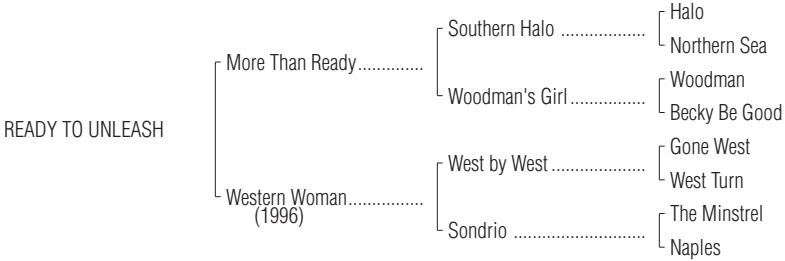 Halo
Southern Halo ...................
Northern Sea
More Than Ready..............
Woodman
Woodman's Girl.................
Becky Be Good
READY TO UNLEASH
Gone West
West by West .....................
West Turn
Western Woman................
(1996)
The Minstrel
Sondrio .............................
Naples